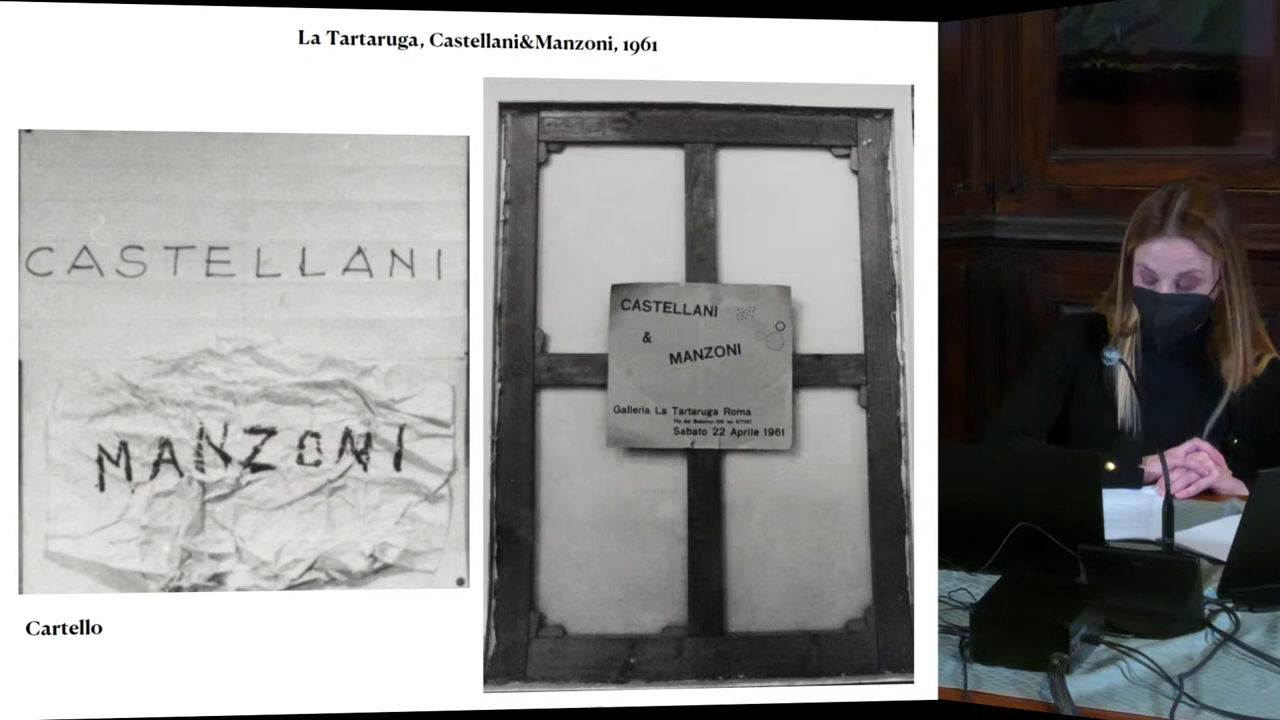 La Tartaruga, Castellani&Manzoni, 1961
CASTELLANI
MANZONI
Cartello
CASTELLANI
&
MANZONI
Galleria La Tartaruga Roma
Sabato 22 Aprile 1961